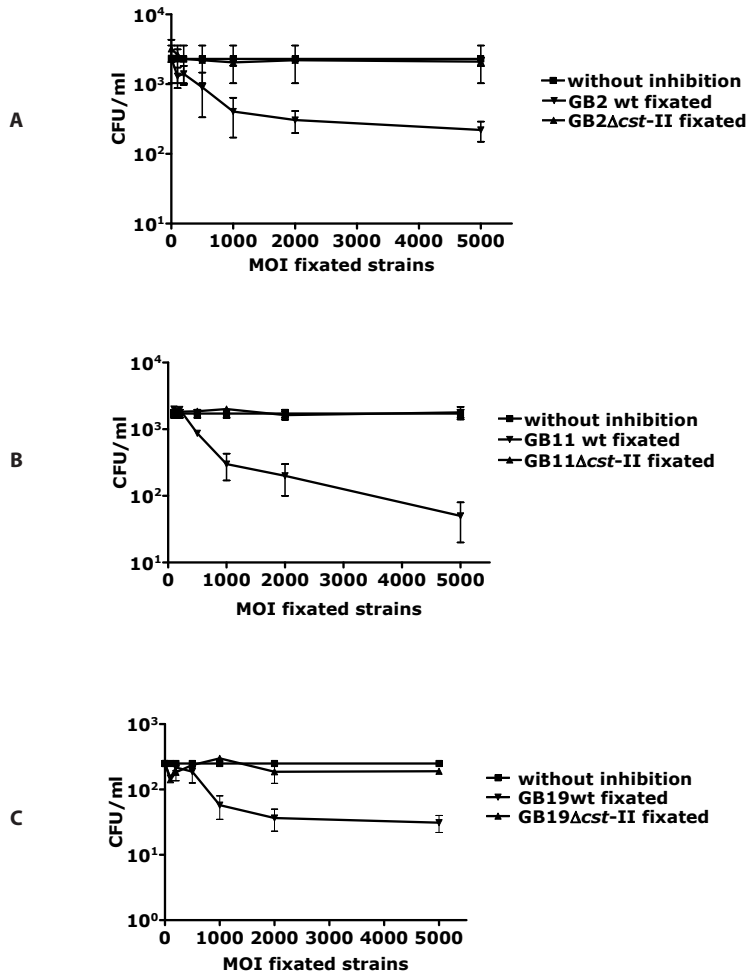 A
CFU/ml
10⁴
10³
10²
10¹
0 1000 2000 3000 4000 5000
MOI fixated strains
without inhibition
GB2 wt fixated
GB2Δcst-II fixated
B
CFU/ml
10⁴
10³
10²
10¹
0 1000 2000 3000 4000 5000
MOI fixated strains
without inhibition
GB11 wt fixated
GB11Δcst-II fixated
C
CFU/ml
10³
10²
10¹
10⁰
0 1000 2000 3000 4000 5000
MOI fixated strains
without inhibition
GB19wt fixated
GB19Δcst-II fixated